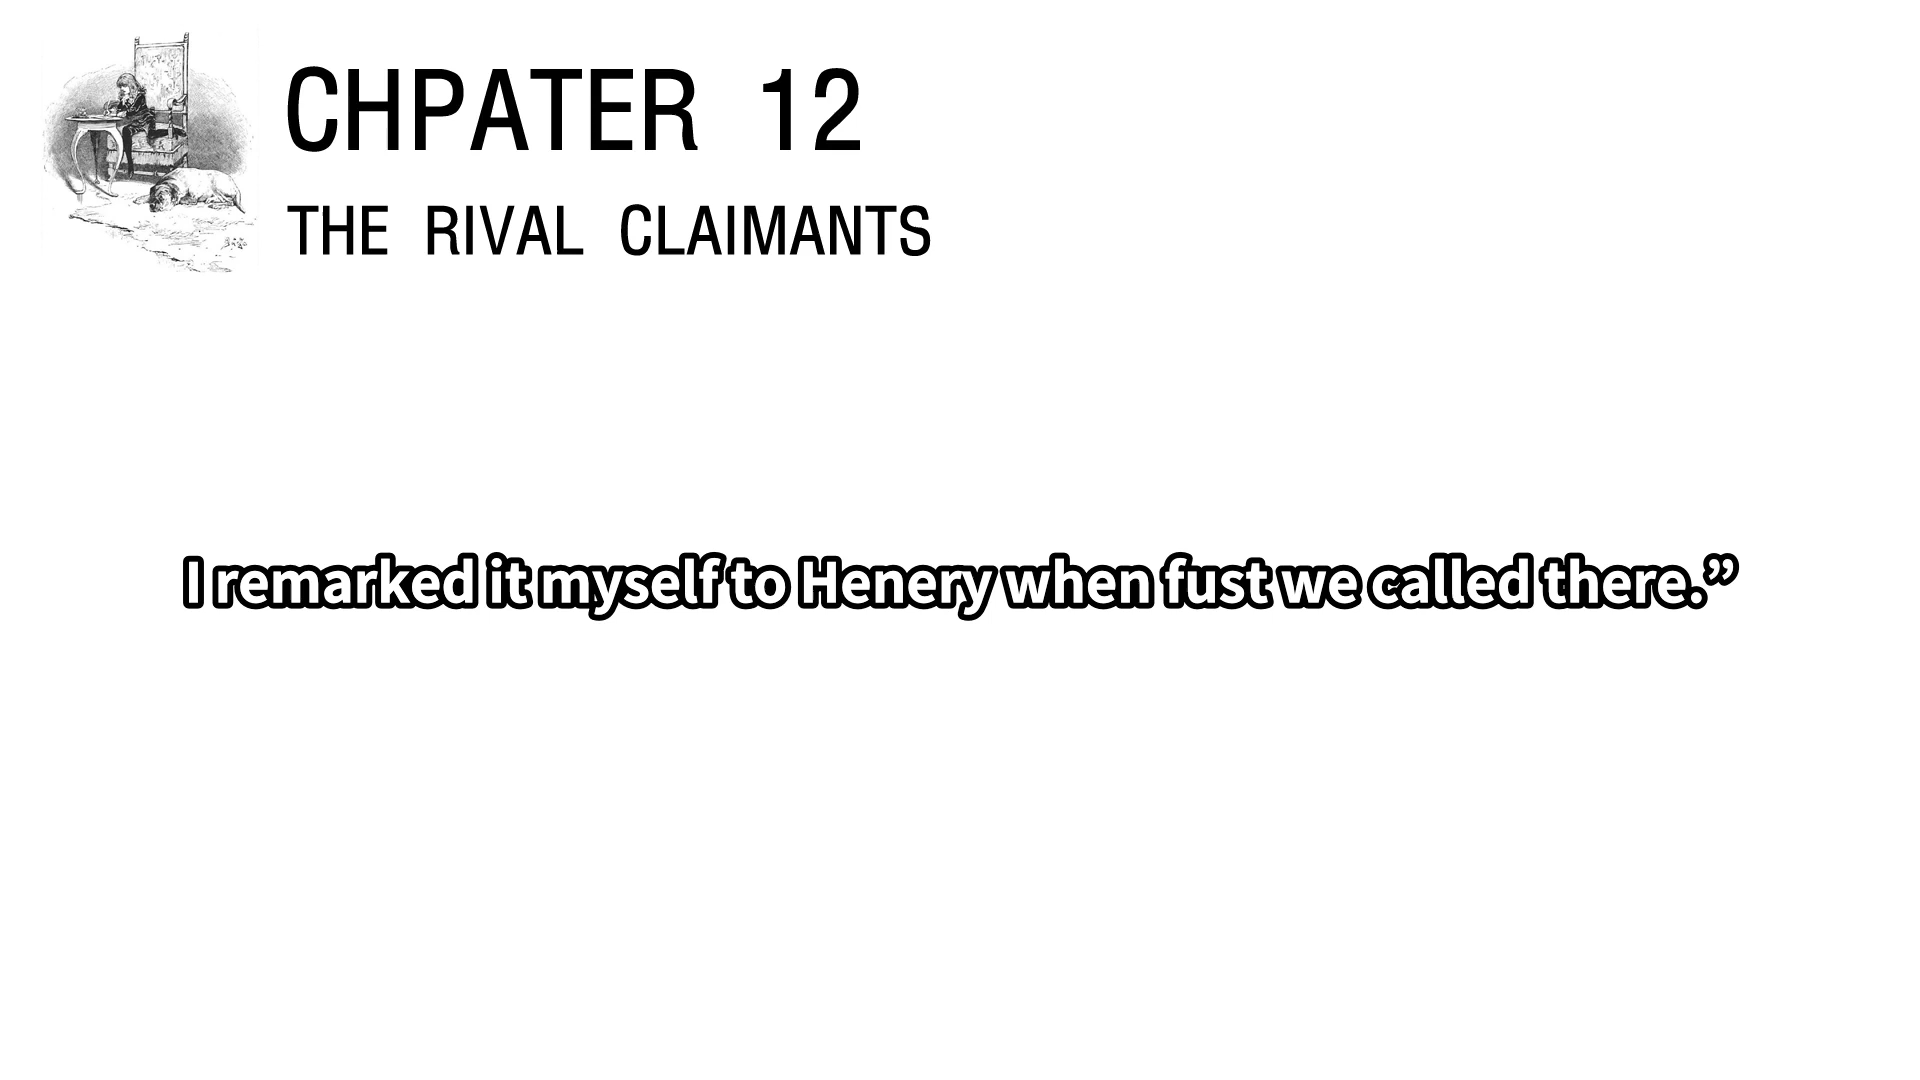 CHPATER 12
THE RIVAL CLAIMANTS
I remarked it myself to Henery when fust we called there.”